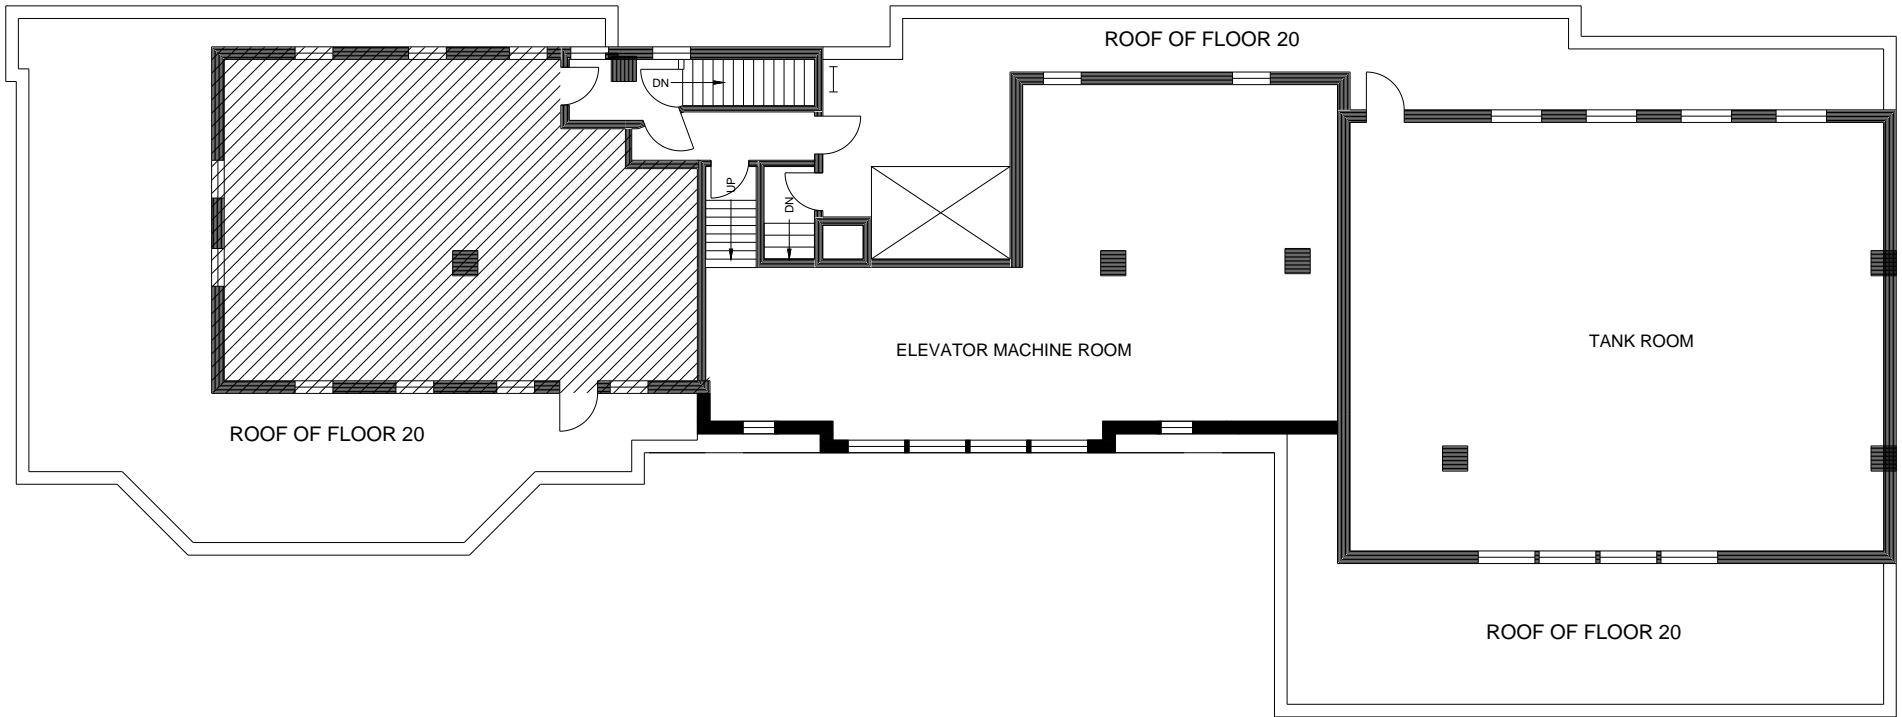 ROOF OF FLOOR 20
DN
UP
DN
ELEVATOR MACHINE ROOM
TANK ROOM
ROOF OF FLOOR 20
ROOF OF FLOOR 20